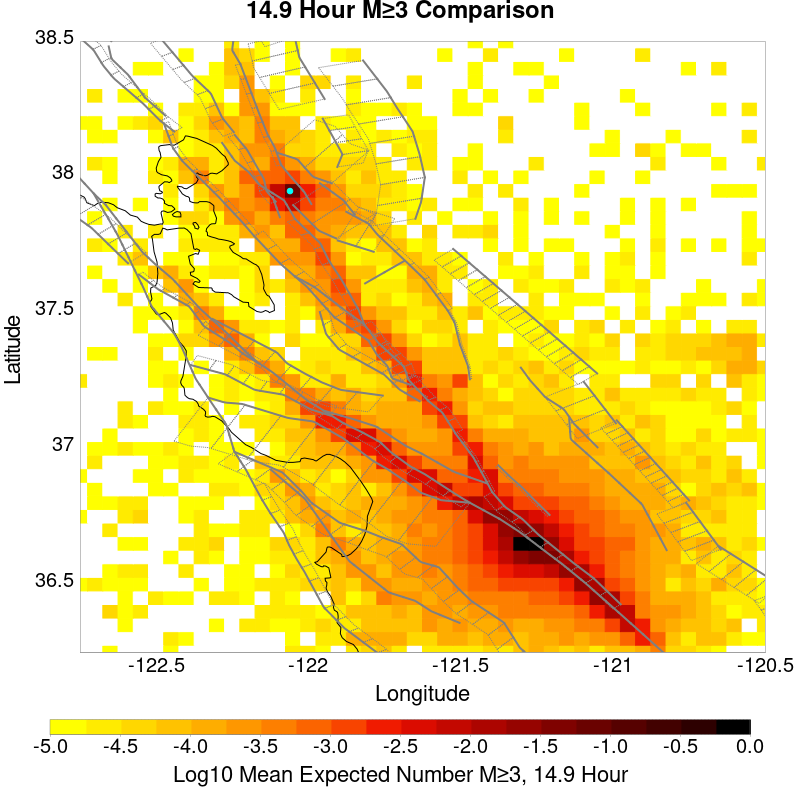 14.9 Hour M≥3 Comparison
38.5
38
37.5
37
36.5
Latitude
-122.5 -122 -121.5 -121 -120.5
Longitude
-5.0 -4.5 -4.0 -3.5 -3.0 -2.5 -2.0 -1.5 -1.0 -0.5 0.0
Log10 Mean Expected Number M≥3, 14.9 Hour